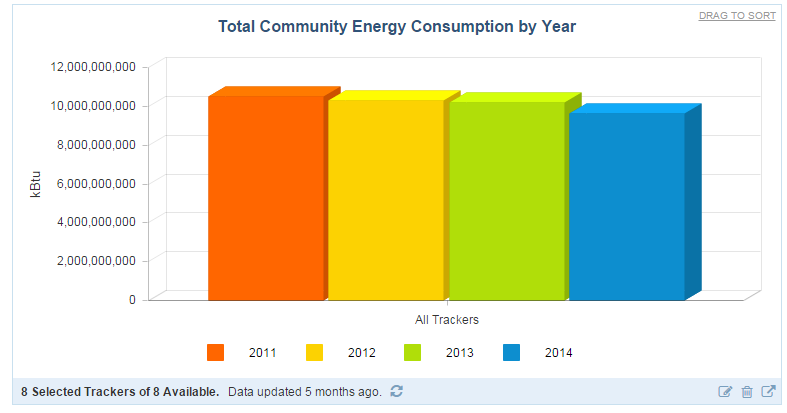 DRAG TO SORT
Total Community Energy Consumption by Year
12,000,000,000
10,000,000,000
8,000,000,000
6,000,000,000
4,000,000,000
2,000,000,000
0
kBtu
All Trackers
2011 2012 2013 2014
8 Selected Trackers of 8 Available. Data updated 5 months ago.